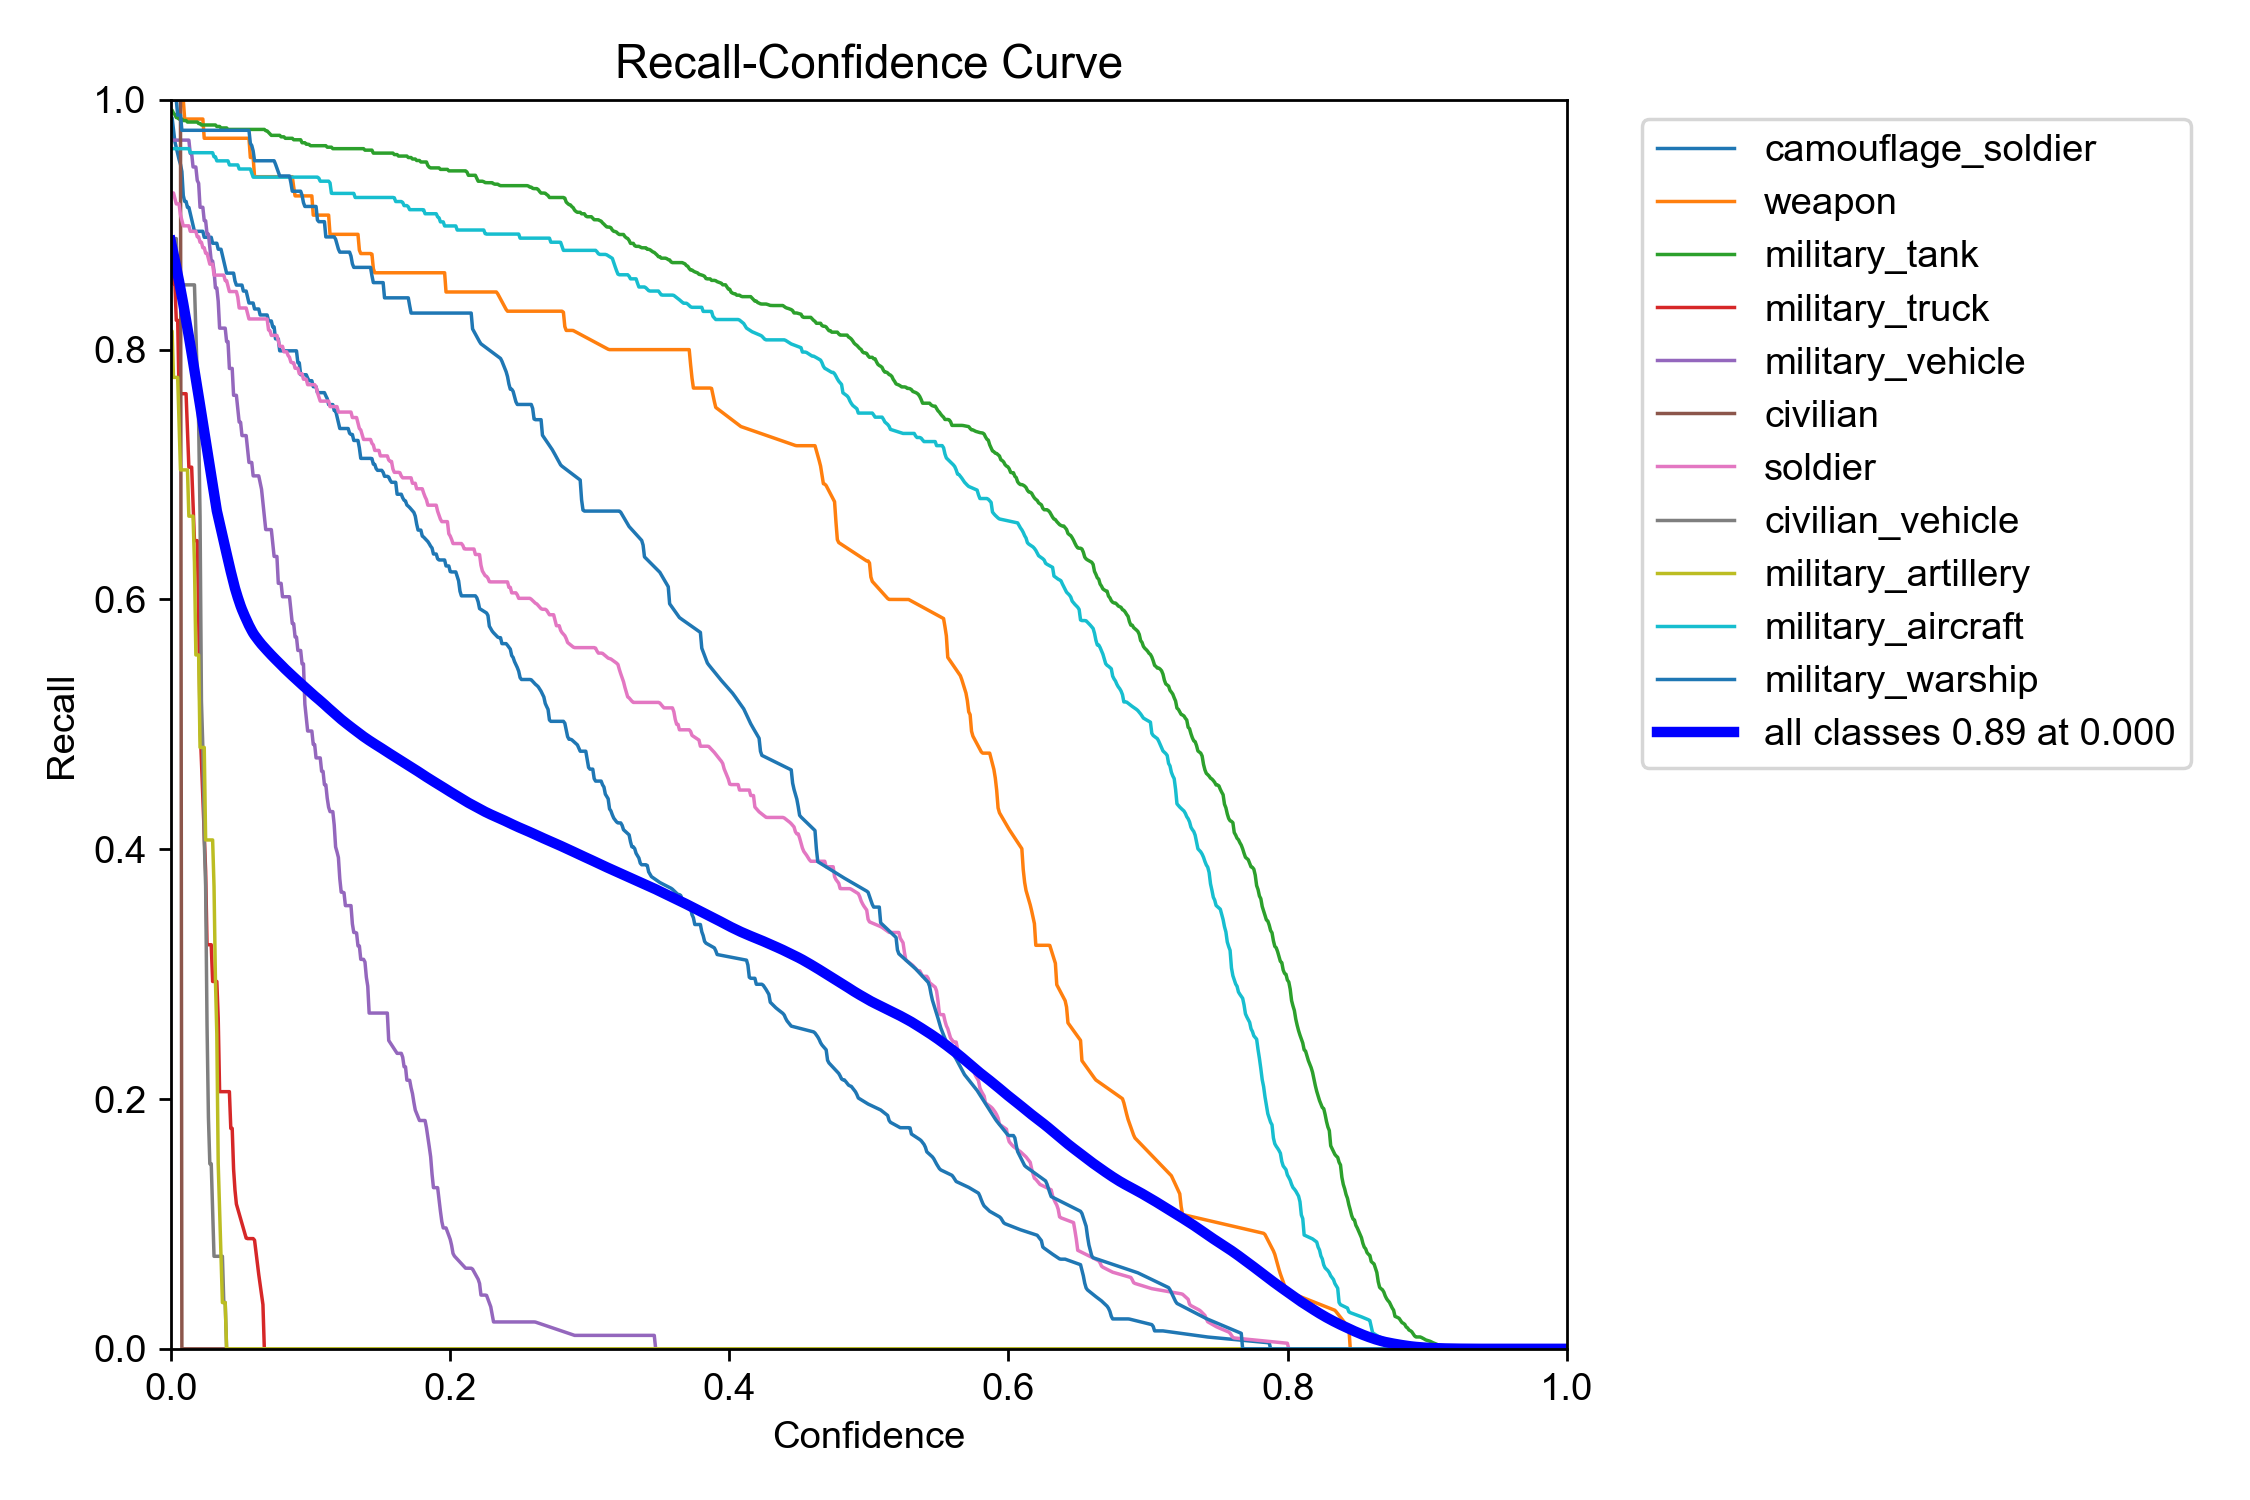 Recall-Confidence Curve
1.0
0.8
0.6
0.4
0.2
0.0
Recall
0.0 0.2 0.4 0.6 0.8 1.0
Confidence
camouflage_soldier
weapon
military_tank
military_truck
military_vehicle
civilian
soldier
civilian_vehicle
military_artillery
military_aircraft
military_warship
all classes 0.89 at 0.000